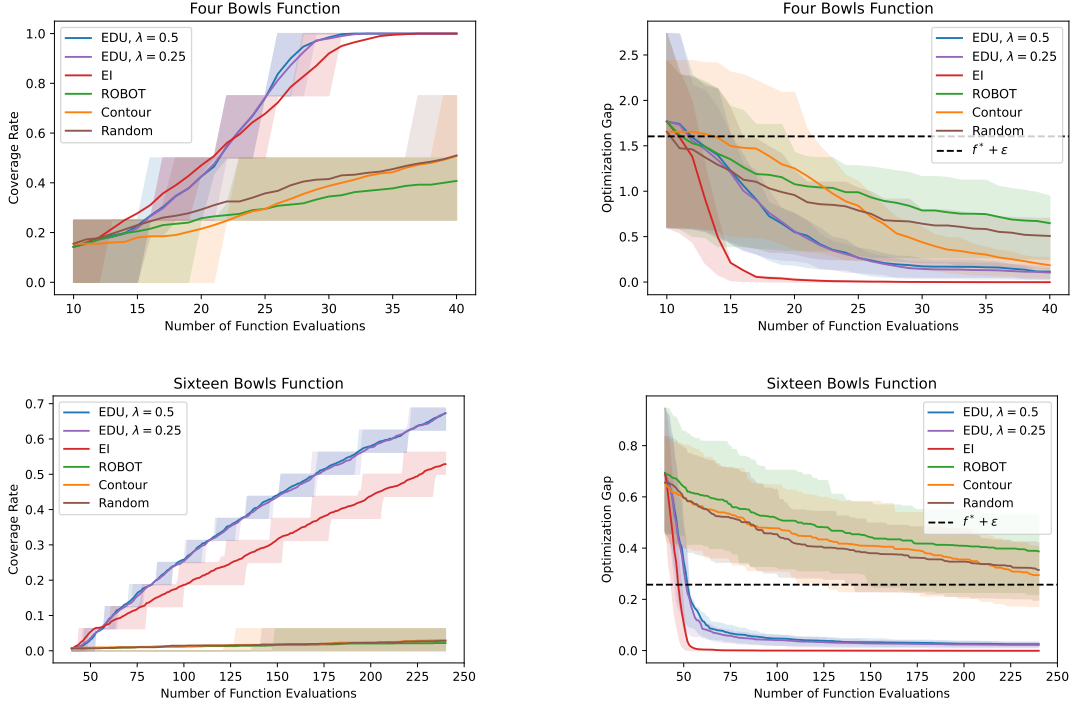 Four Bowls Function
1.0
0.8
0.6
0.4
0.2
0.0
Coverage Rate
EDU, λ = 0.5
EDU, λ = 0.25
EI
ROBOT
Contour
Random
10 15 20 25 30 35 40
Number of Function Evaluations
Four Bowls Function
2.5
2.0
1.5
1.0
0.5
0.0
Optimization Gap
EDU, λ = 0.5
EDU, λ = 0.25
EI
ROBOT
Contour
Random
f* + ε
10 15 20 25 30 35 40
Number of Function Evaluations
Sixteen Bowls Function
0.7
0.6
0.5
0.4
0.3
0.2
0.1
0.0
Coverage Rate
EDU, λ = 0.5
EDU, λ = 0.25
EI
ROBOT
Contour
Random
50 75 100 125 150 175 200 225 250
Number of Function Evaluations
Sixteen Bowls Function
0.8
0.6
0.4
0.2
0.0
Optimization Gap
EDU, λ = 0.5
EDU, λ = 0.25
EI
ROBOT
Contour
Random
f* + ε
50 75 100 125 150 175 200 225 250
Number of Function Evaluations